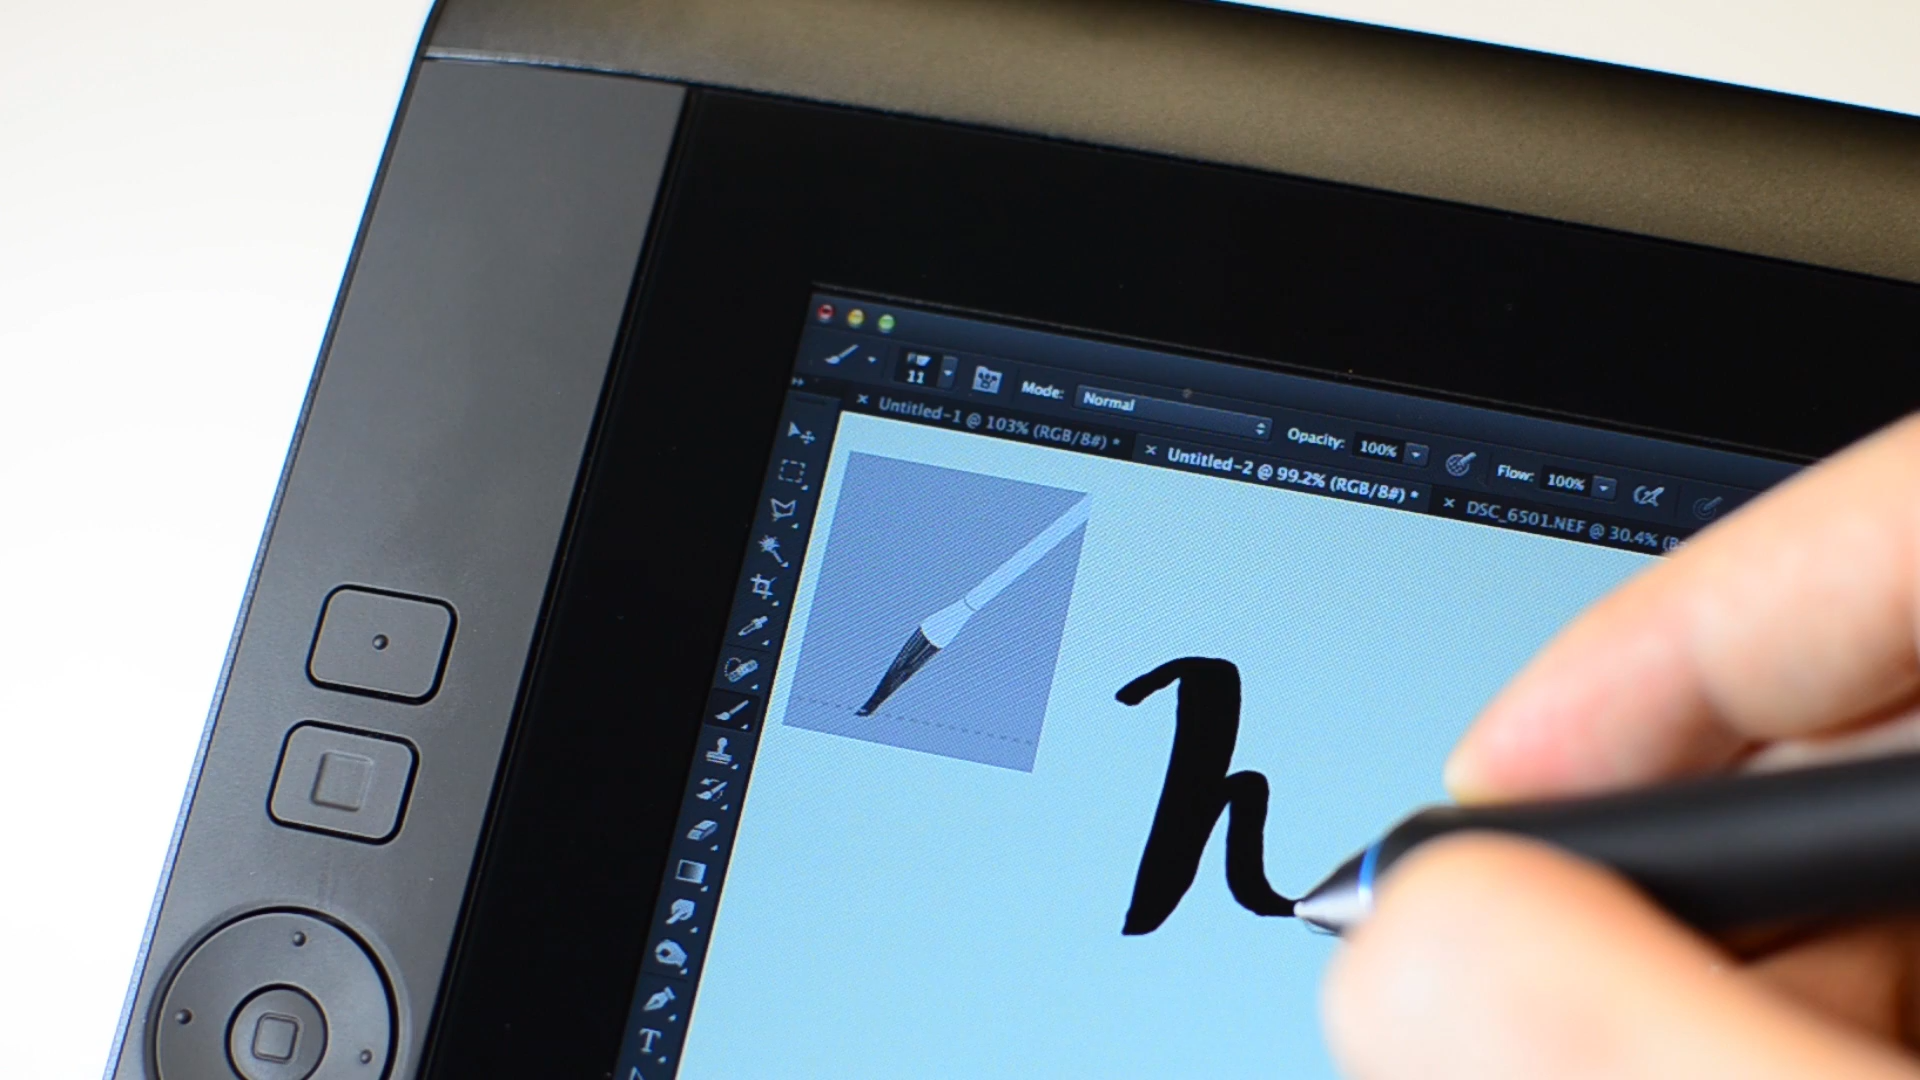 11 Mode: Normal Opacity: 100% Flow: 100%
× Untitled-1 @ 103% (RGB/8#) * × Untitled-2 @ 99.2% (RGB/8#) * × DSC_6501.NEF @ 30.4%
h
T